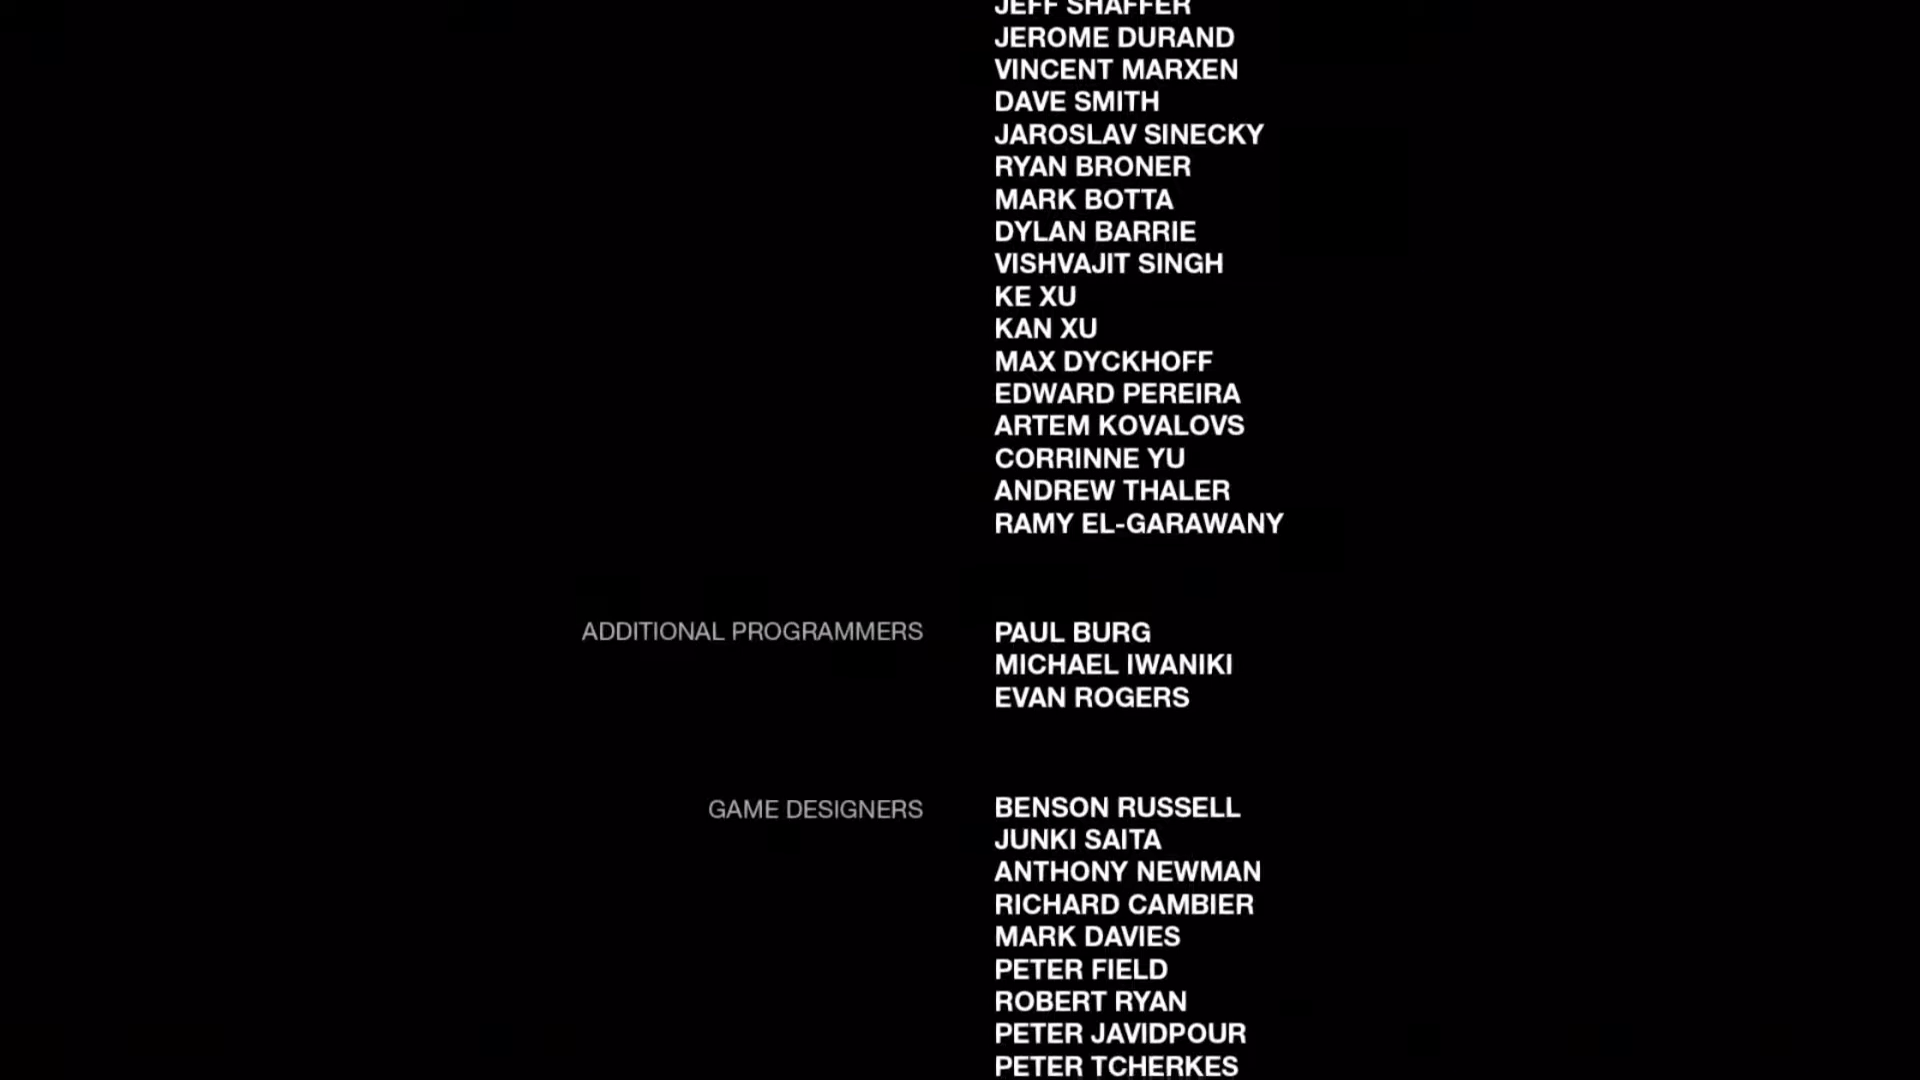 JEFF SHAFFER
JEROME DURAND
VINCENT MARXEN
DAVE SMITH
JAROSLAV SINECKY
RYAN BRONER
MARK BOTTA
DYLAN BARRIE
VISHVAJIT SINGH
KE XU
KAN XU
MAX DYCKHOFF
EDWARD PEREIRA
ARTEM KOVALOVS
CORRINNE YU
ANDREW THALER
RAMY EL-GARAWANY
ADDITIONAL PROGRAMMERS PAUL BURG
MICHAEL IWANIKI
EVAN ROGERS
GAME DESIGNERS BENSON RUSSELL
JUNKI SAITA
ANTHONY NEWMAN
RICHARD CAMBIER
MARK DAVIES
PETER FIELD
ROBERT RYAN
PETER JAVIDPOUR
PETER TCHERKES